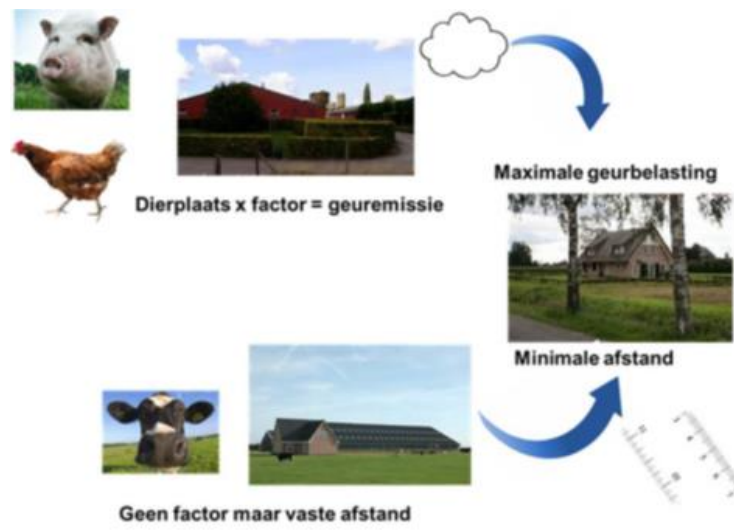 Maximale geurbelasting
Dierplaats x factor = geuremissie
Minimale afstand
Geen factor maar vaste afstand